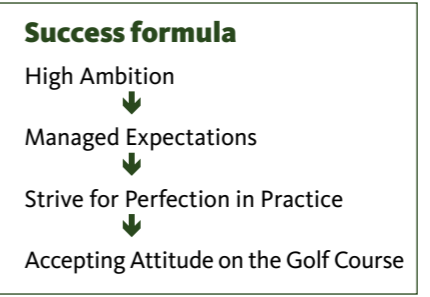 Success formula
High Ambition
Managed Expectations
Strive for Perfection in Practice
Accepting Attitude on the Golf Course